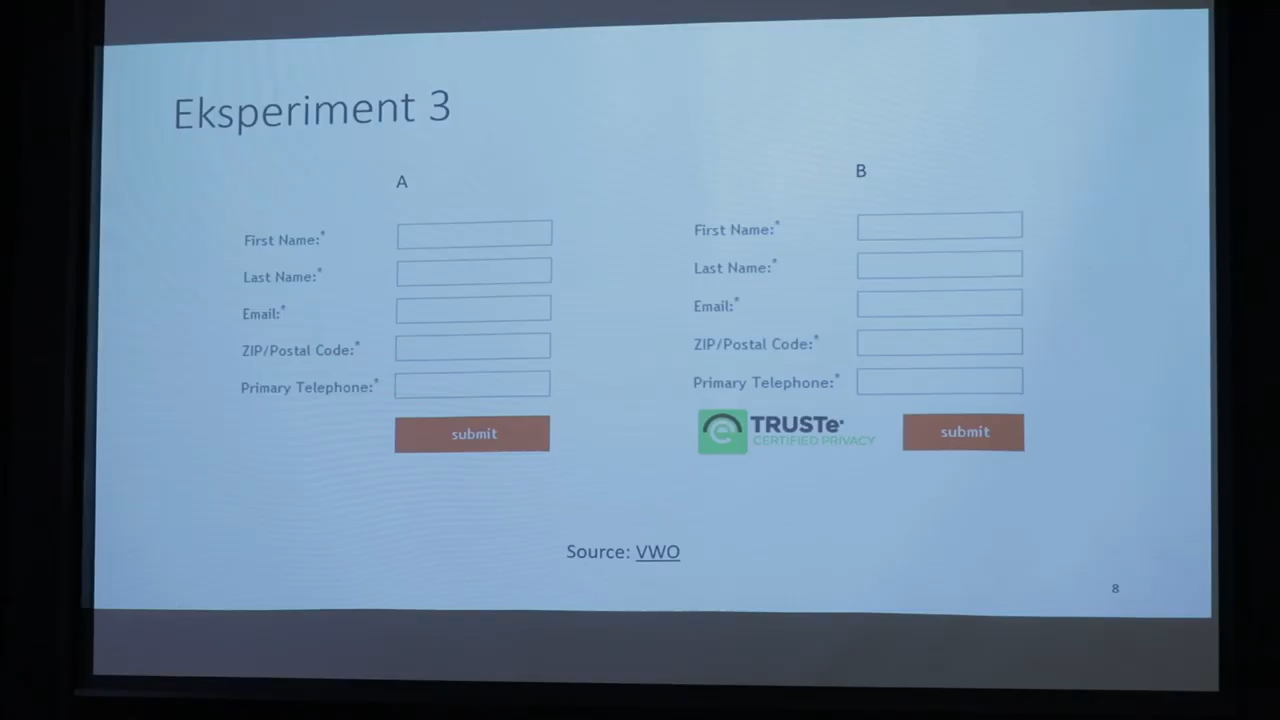 Eksperiment 3
A
First Name:*
Last Name:*
Email:*
ZIP/Postal Code:*
Primary Telephone:*
submit
B
First Name:*
Last Name:*
Email:*
ZIP/Postal Code:*
Primary Telephone:*
e TRUSTe
CERTIFIED PRIVACY
submit
Source: VWO
8